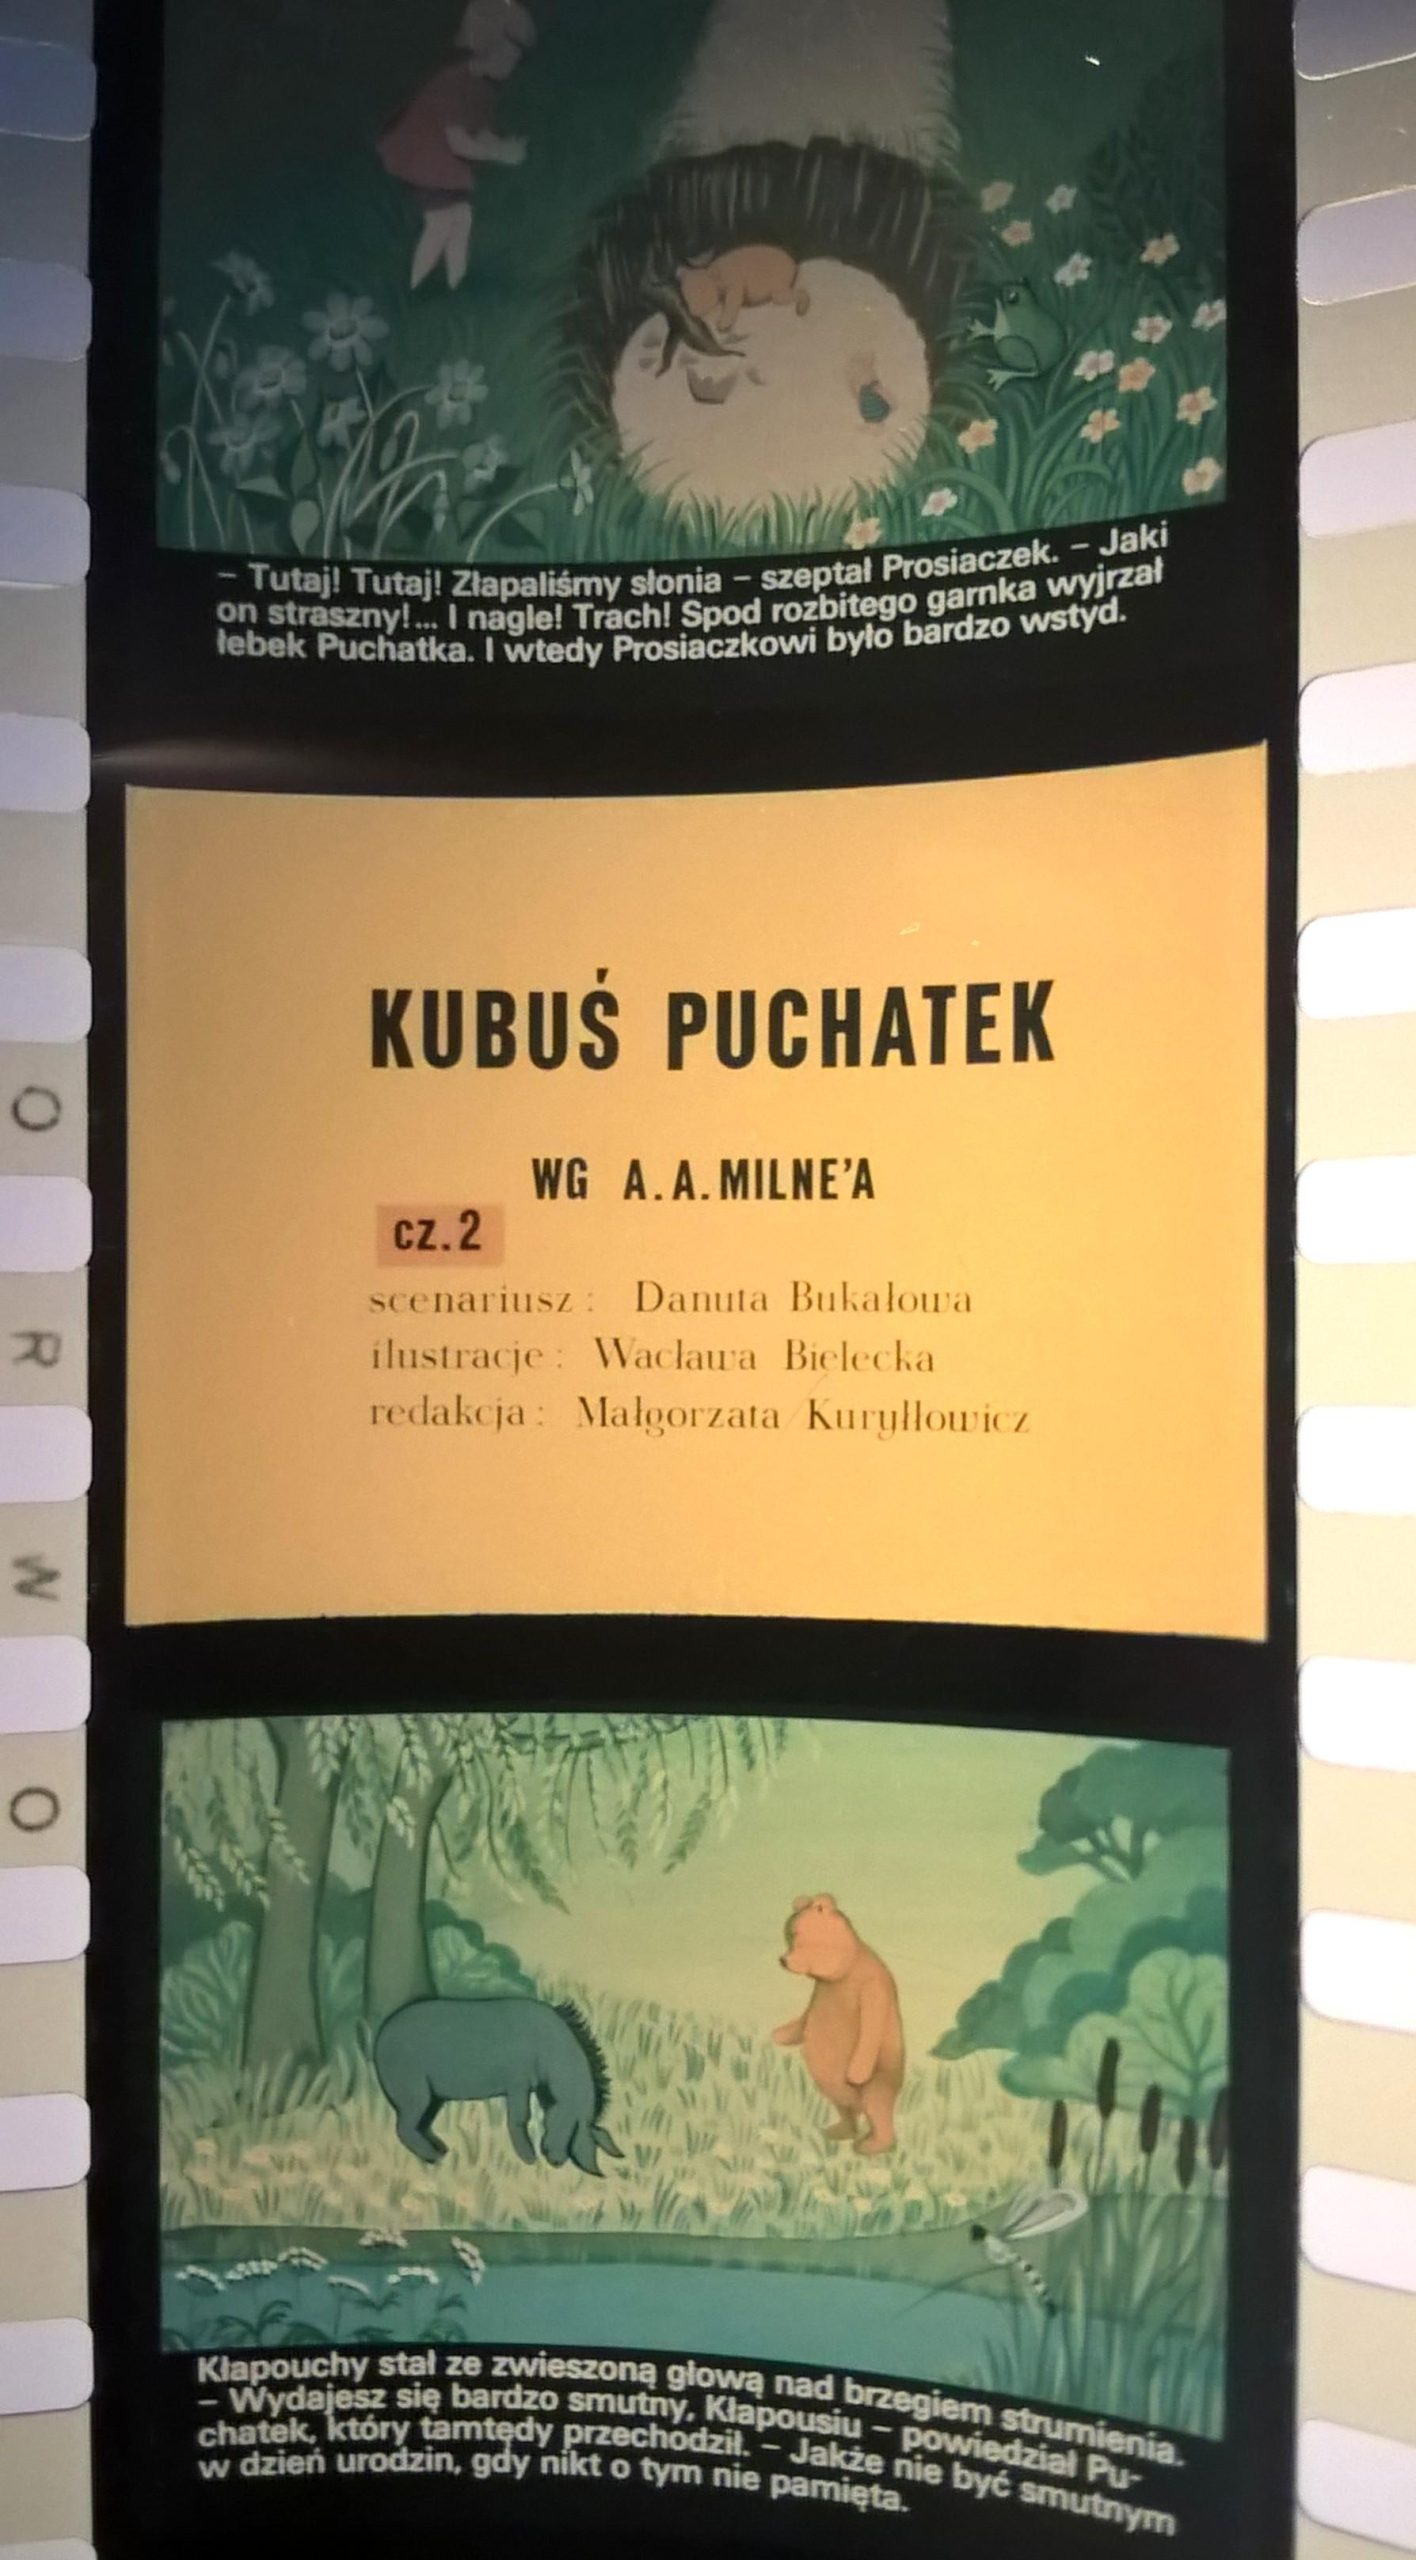 – Tutaj! Tutaj! Złapaliśmy słonia – szeptał Prosiaczek. – Jaki
on straszny!... I nagle! Trach! Spod rozbitego garnka wyjrzał
łebek Puchatka. I wtedy Prosiaczkowi było bardzo wstyd.
KUBUŚ PUCHATEK
WG A.A.MILNE'A
cz.2
scenariusz : Danuta Bukałowa
ilustracje : Wacława Bielecka
redakcja : Małgorzata Kuryłłowicz
ORWO
Kłapouchy stał ze zwieszoną głową nad brzegiem strumienia.
– Wydajesz się bardzo smutny, Kłapousiu – powiedział Pu-
chatek, który tamtędy przechodził. – Jakże nie być smutnym
w dzień urodzin, gdy nikt o tym nie pamięta.